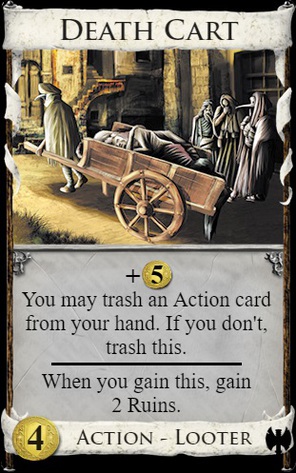 DEATH CART
+5
You may trash an Action card
from your hand. If you don't,
trash this.
When you gain this, gain
2 Ruins.
4 ACTION - LOOTER